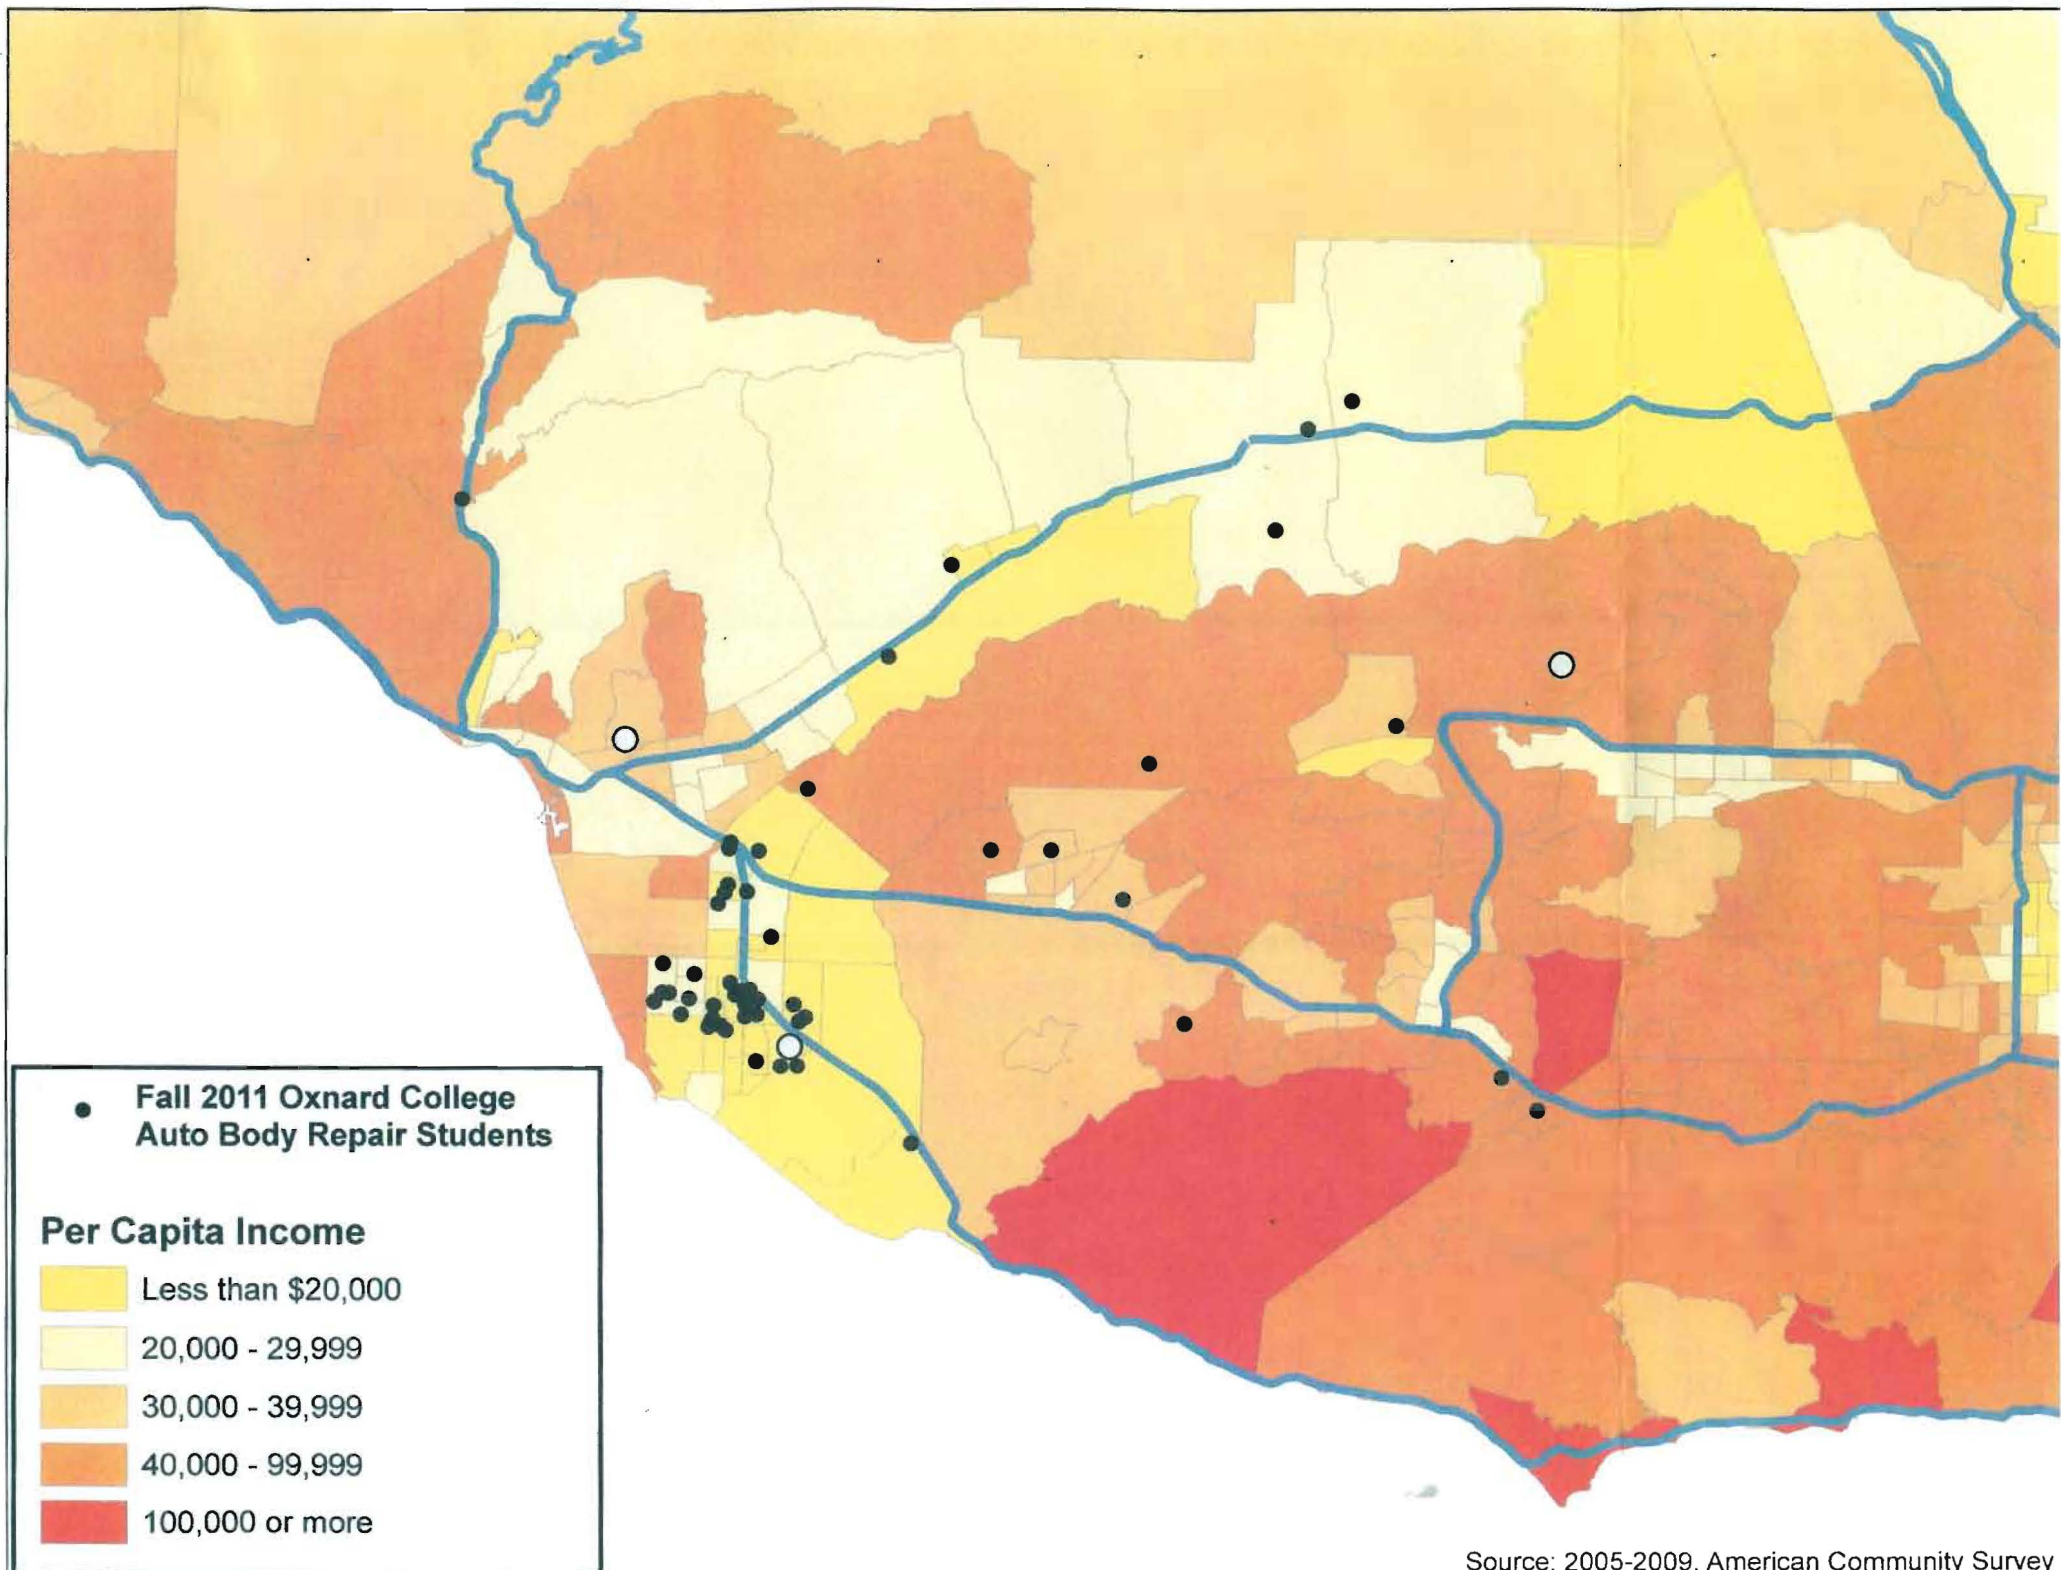 Fall 2011 Oxnard College
Auto Body Repair Students
Per Capita Income
Less than $20,000
20,000 - 29,999
30,000 - 39,999
40,000 - 99,999
100,000 or more
Source: 2005-2009, American Community Survey